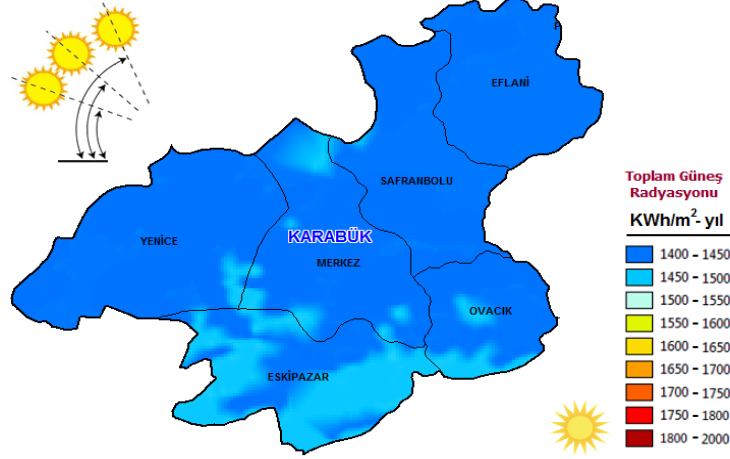 EFLANİ
SAFRANBOLU
YENİCE
KARABÜK
MERKEZ
OVACIK
ESKİPAZAR
Toplam Güneş
Radyasyonu
KWh/m²- yıl
1400 - 1450
1450 - 1500
1500 - 1550
1550 - 1600
1600 - 1650
1650 - 1700
1700 - 1750
1750 - 1800
1800 - 2000